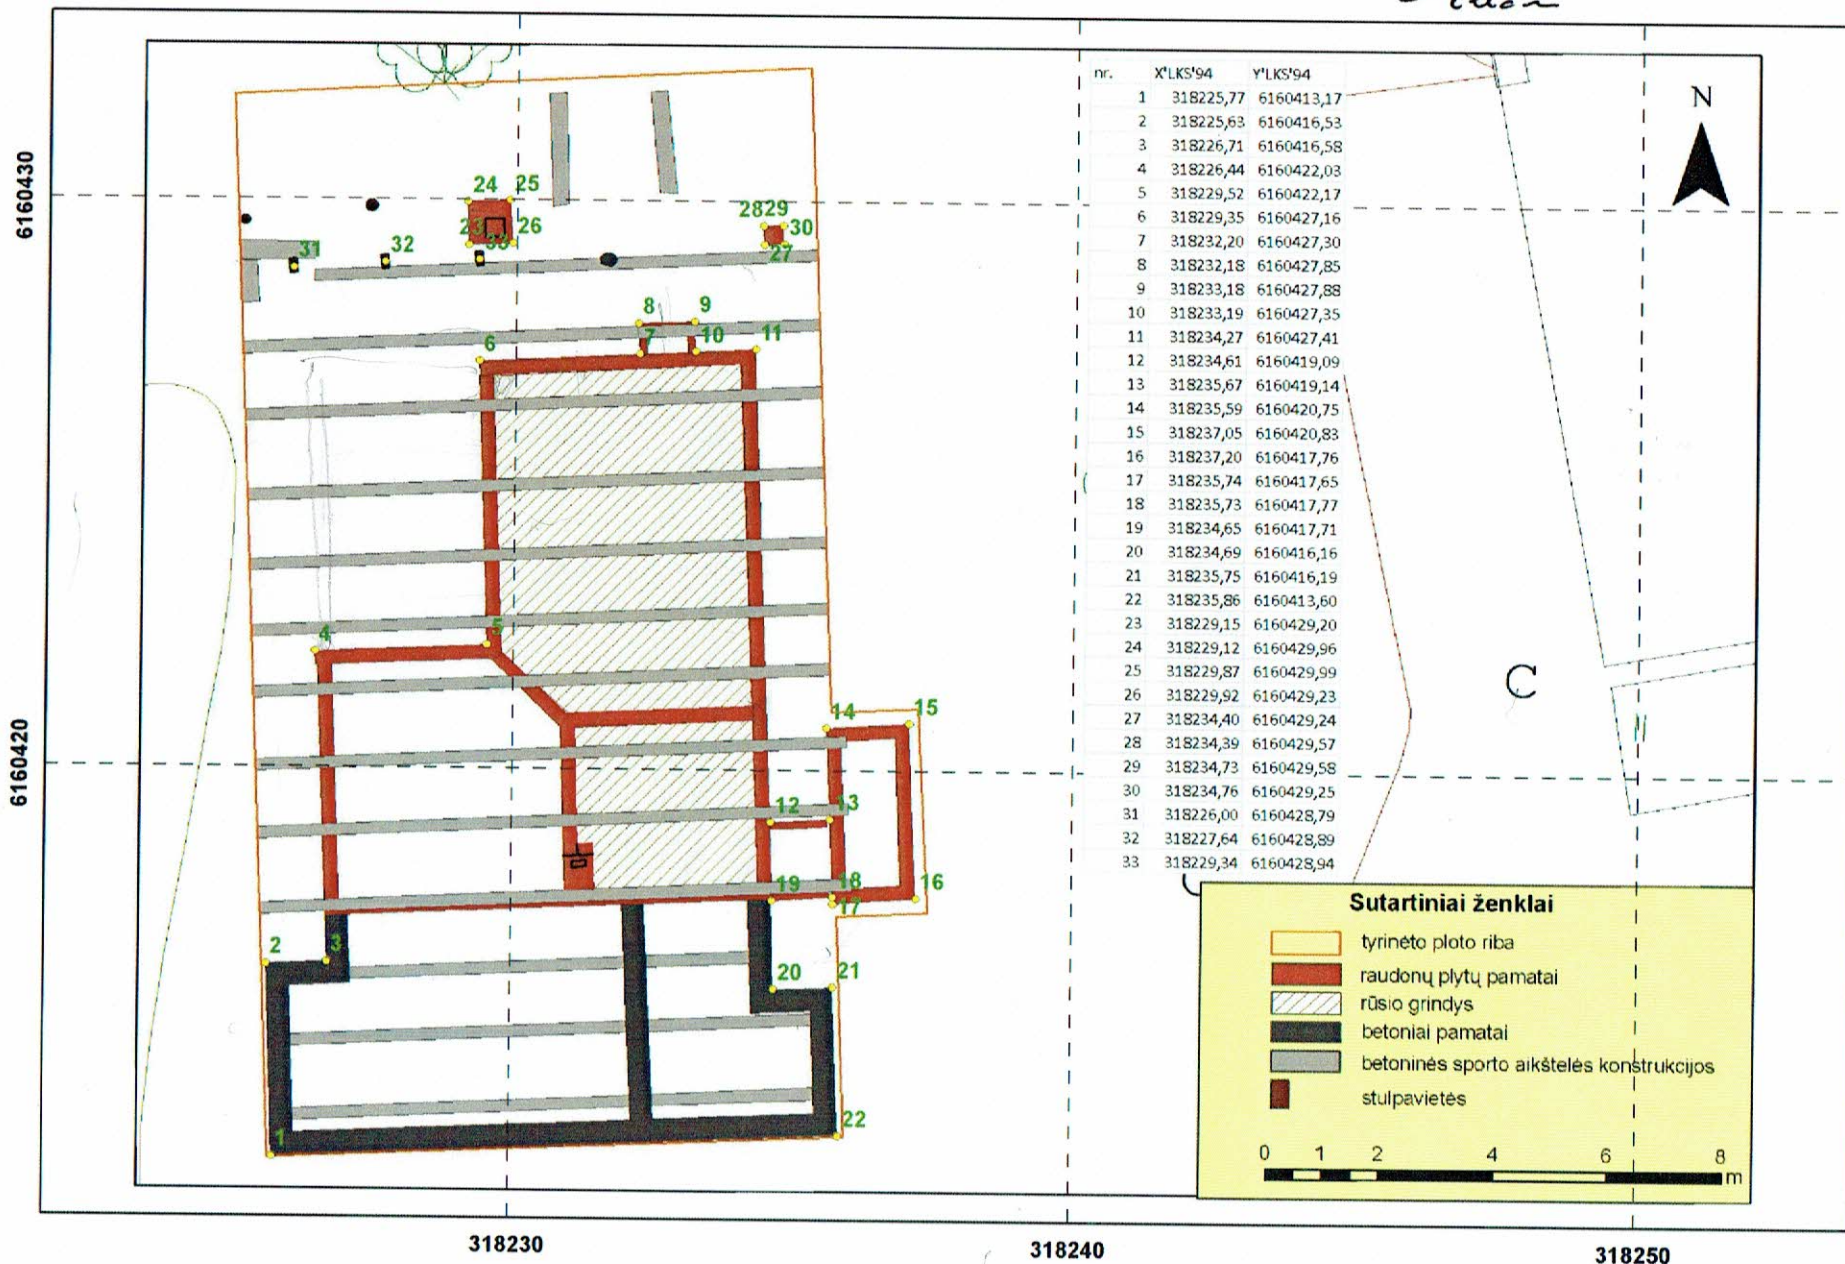 nr. X'LKS'94 Y'LKS'94
1 318225,77 6160413,17
2 318225,63 6160416,53
3 318226,71 6160416,58
4 318226,44 6160422,03
5 318229,52 6160422,17
6 318229,35 6160427,16
7 318232,20 6160427,30
8 318232,18 6160427,85
9 318233,18 6160427,88
10 318233,19 6160427,35
11 318234,27 6160427,41
12 318234,61 6160419,09
13 318235,67 6160419,14
14 318235,59 6160420,75
15 318237,05 6160420,83
16 318237,20 6160417,76
17 318235,74 6160417,65
18 318235,73 6160417,77
19 318234,65 6160417,71
20 318234,69 6160416,16
21 318235,75 6160416,19
22 318235,86 6160413,60
23 318229,15 6160429,20
24 318229,12 6160429,96
25 318229,87 6160429,99
26 318229,92 6160429,23
27 318234,40 6160429,24
28 318234,39 6160429,57
29 318234,73 6160429,58
30 318234,76 6160429,25
31 318226,00 6160428,79
32 318227,64 6160428,89
33 318229,34 6160428,94
N
6160430
24 25
23 26
28 29
30
31 32 33 27
8 9
7 10 11
6
4 5
C
14 15
6160420
12 13
19 18 16
17
2 3
20 21
1 22
Sutartiniai ženklai
tyrinėto ploto riba
raudonų plytų pamatai
rūsio grindys
betoniai pamatai
betoninės sporto aikštelės konstrukcijos
stulpavietės
0 1 2 4 6 8
m
318230 318240 318250